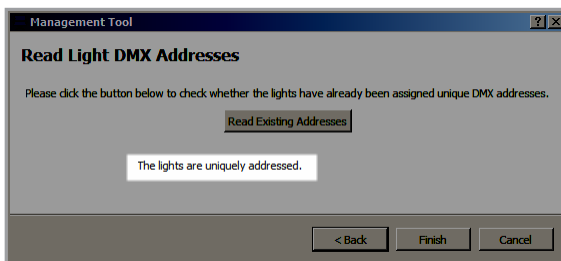 Management Tool
Read Light DMX Addresses
Please click the button below to check whether the lights have already been assigned unique DMX addresses.
Read Existing Addresses
The lights are uniquely addressed.
< Back Finish Cancel